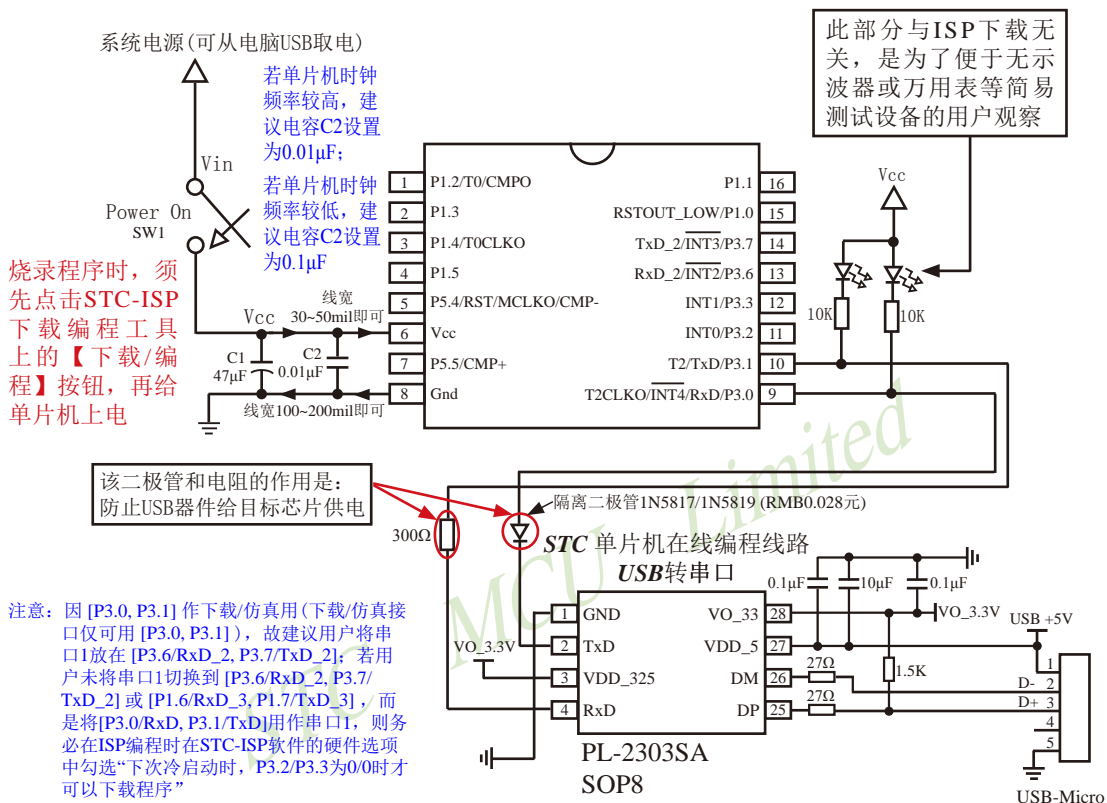 系统电源(可从电脑USB取电)
此部分与ISP下载无
关，是为了便于无示
波器或万用表等简易
测试设备的用户观察
若单片机时钟
频率较高，建
议电容C2设置
为0.01μF；
若单片机时钟
频率较低，建
议电容C2设置
为0.1μF
Vin
Power On
SW1
烧录程序时，须
先点击STC-ISP
下载编程工具
上的【下载/编
程】按钮，再给
单片机上电
Vcc
线宽
30~50mil即可
C1
47μF
C2
0.01μF
线宽100~200mil即可
1 P1.2/T0/CMPO
2 P1.3
3 P1.4/T0CLKO
4 P1.5
5 P5.4/RST/MCLKO/CMP-
6 Vcc
7 P5.5/CMP+
8 Gnd
P1.1 16
RSTOUT_LOW/P1.0 15
TxD_2/INT3/P3.7 14
RxD_2/INT2/P3.6 13
INT1/P3.3 12
INT0/P3.2 11
T2/TxD/P3.1 10
T2CLKO/INT4/RxD/P3.0 9
Vcc
10K
10K
该二极管和电阻的作用是：
防止USB器件给目标芯片供电
300Ω
隔离二极管1N5817/1N5819 (RMB0.028元)
STC 单片机在线编程线路
USB转串口
0.1μF
10μF
0.1μF
1 GND
2 TxD
3 VDD_325
4 RxD
VO_33 28
VDD_5 27
DM 26
DP 25
VO_3.3V
VO_3.3V
USB +5V
27Ω
27Ω
1.5K
1
D- 2
D+ 3
4
5
PL-2303SA
SOP8
USB-Micro
注意：因 [P3.0, P3.1] 作下载/仿真用(下载/仿真接
口仅可用 [P3.0, P3.1] )，故建议用户将串
口1放在 [P3.6/RxD_2, P3.7/TxD_2]；若用
户未将串口1切换到 [P3.6/RxD_2, P3.7/
TxD_2] 或 [P1.6/RxD_3, P1.7/TxD_3] ，而
是将[P3.0/RxD, P3.1/TxD]用作串口1，则务
必在ISP编程时在STC-ISP软件的硬件选项
中勾选“下次冷启动时，P3.2/P3.3为0/0时才
可以下载程序”
STC MCU Limited